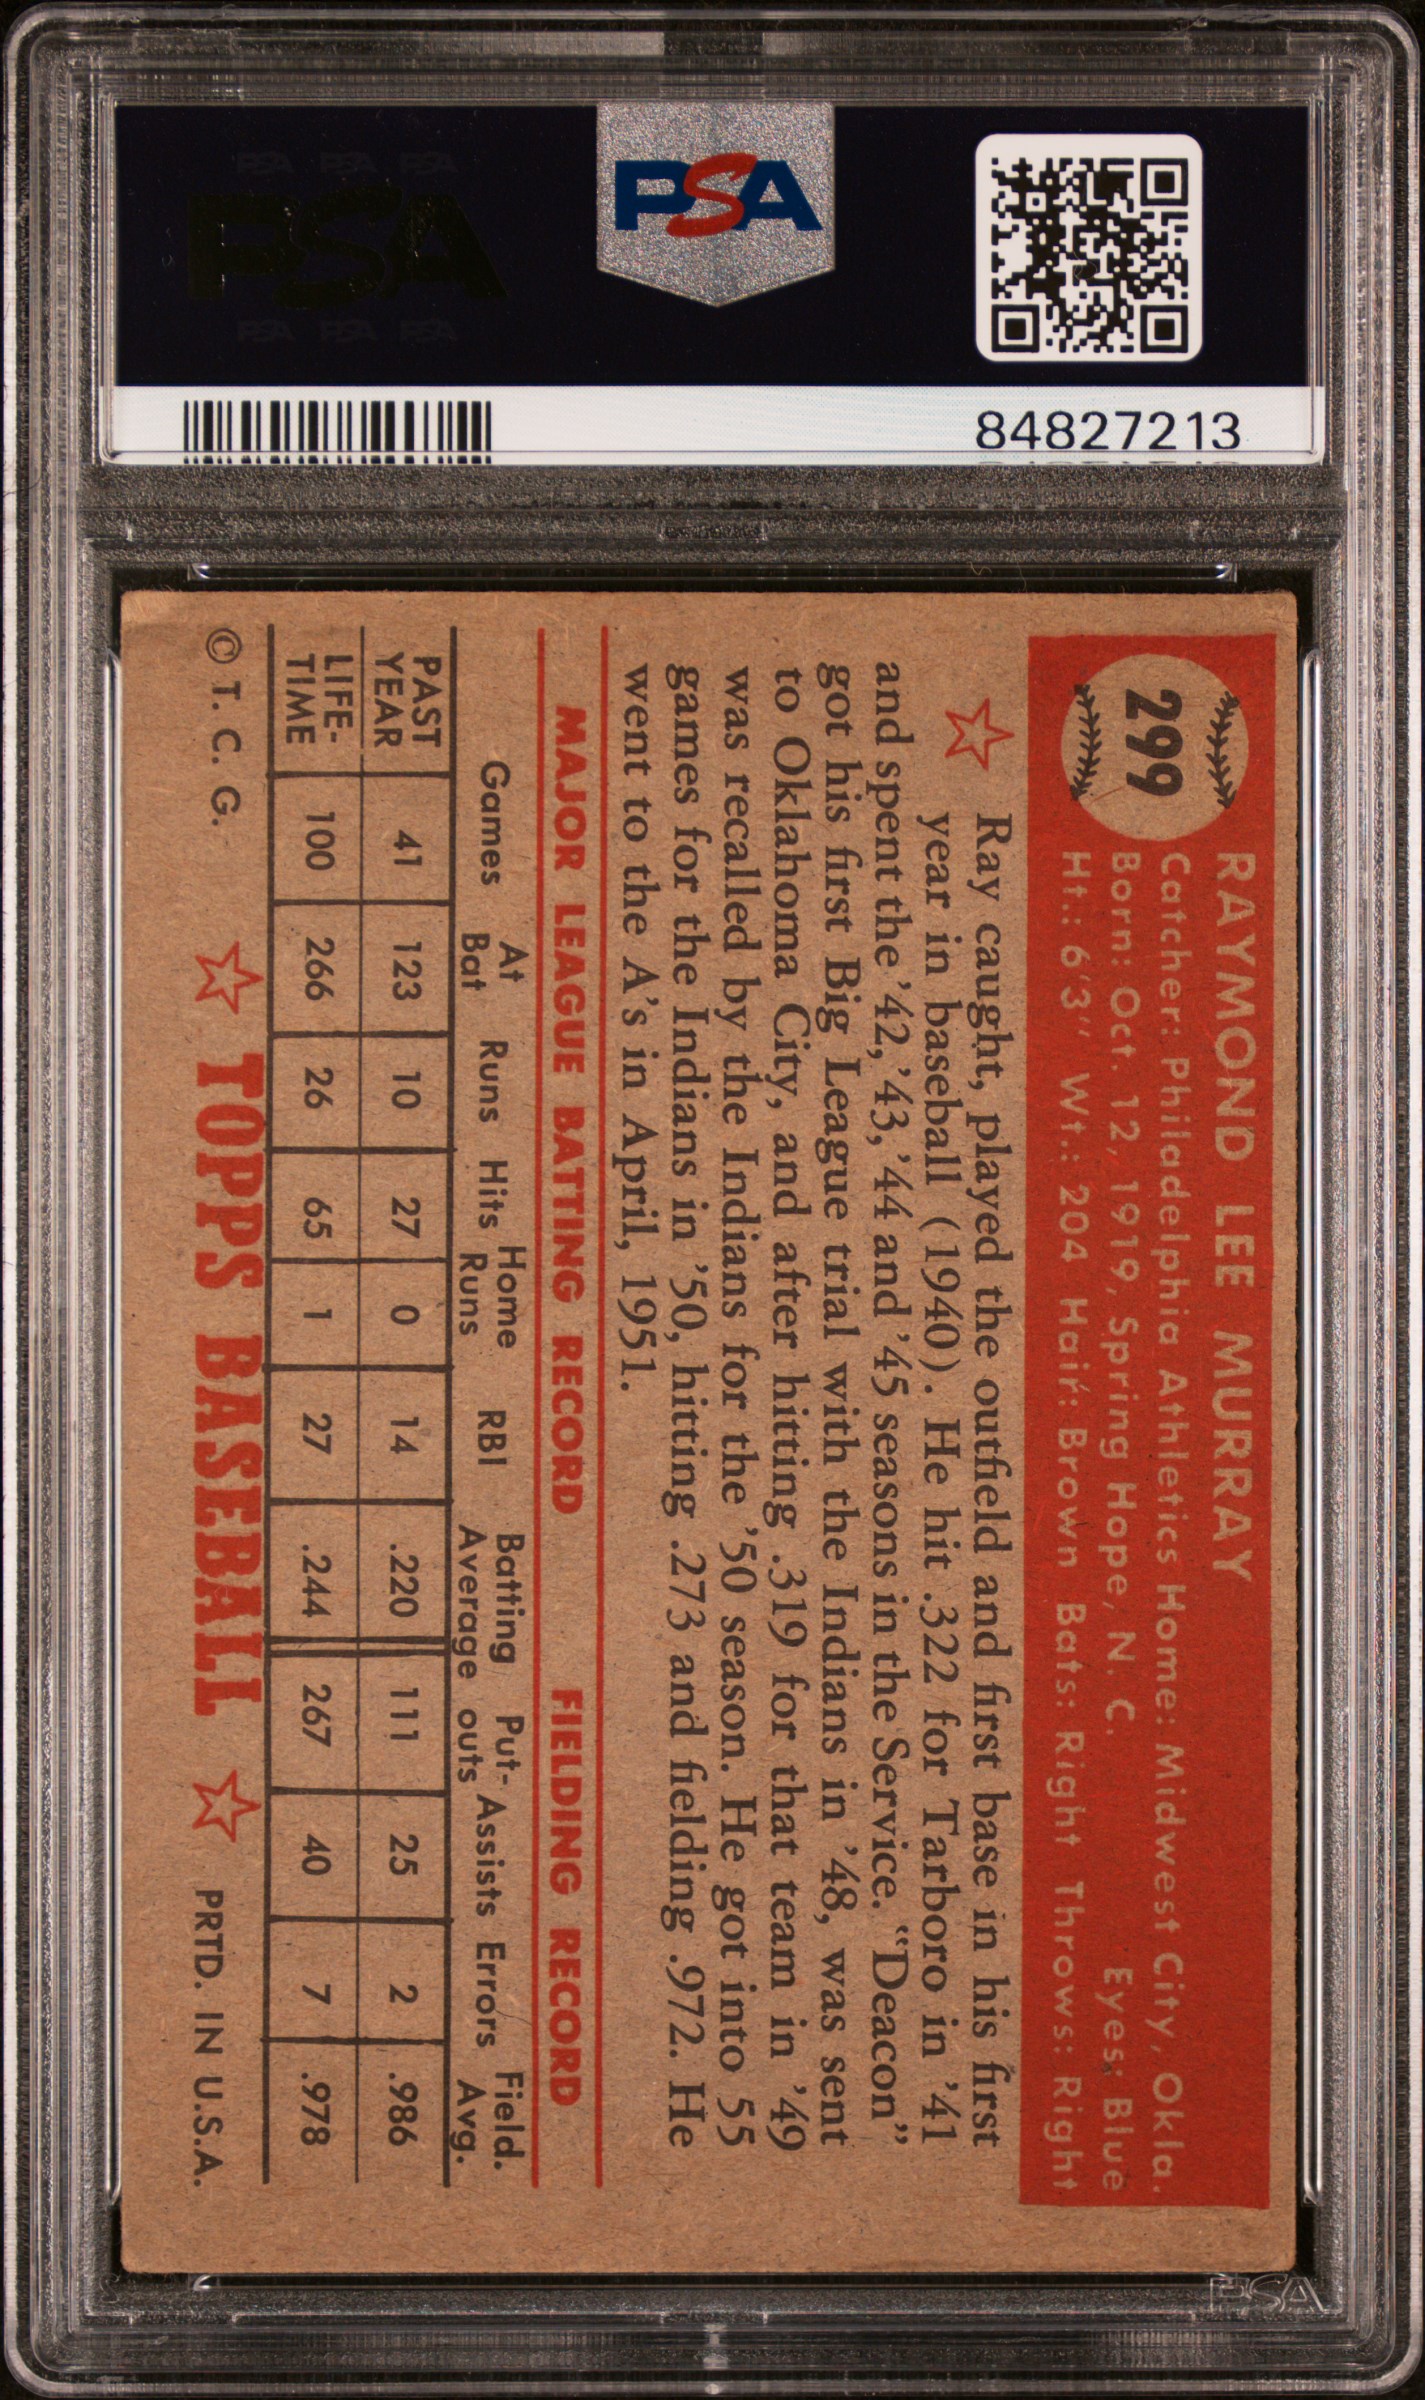 PSA PSA PSA
PSA
PSA PSA PSA
PSA
84827213
299
RAYMOND LEE MURRAY
Catcher: Philadelphia Athletics Home: Midwest City, Okla.
Born: Oct. 12, 1919, Spring Hope, N. C. Eyes: Blue
Ht.: 6'3" Wt.: 204 Hair: Brown Bats: Right Throws: Right
Ray caught, played the outfield and first base in his first
year in baseball (1940). He hit .322 for Tarboro in '41
and spent the '42, '43, '44 and '45 seasons in the Service. "Deacon"
got his first Big League trial with the Indians in '48, was sent
to Oklahoma City, and after hitting .319 for that team in '49
was recalled by the Indians for the '50 season. He got into 55
games for the Indians in '50, hitting .273 and fielding .972. He
went to the A's in April, 1951.
MAJOR LEAGUE BATTING RECORD FIELDING RECORD
Games At Bat Runs Hits Home Runs RBI Batting Average Put-outs Assists Errors Field. Avg.
PAST YEAR 41 123 10 27 0 14 .220 111 25 2 .986
LIFE-TIME 100 266 26 65 1 27 .244 267 40 7 .978
© T. C. G. TOPPS BASEBALL PRTD. IN U.S.A.
PSA